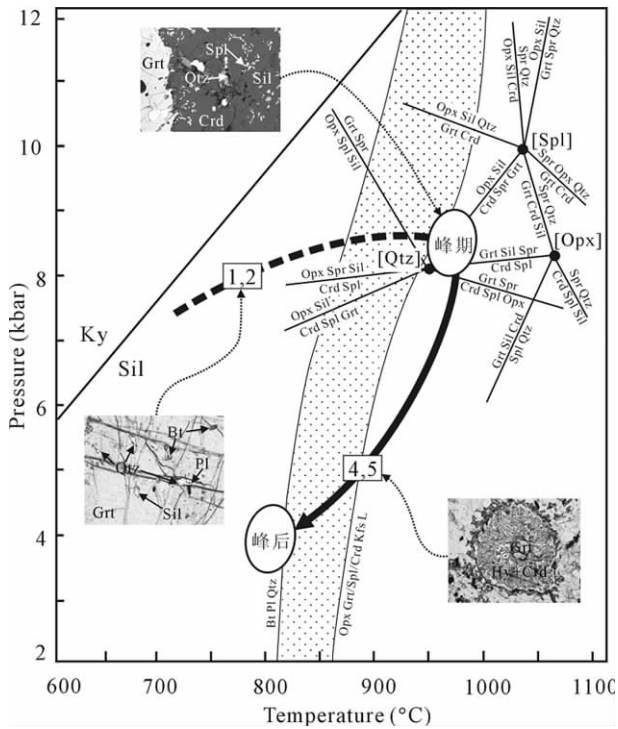 12
10
8
6
4
2
Pressure (kbar)
600
700
800
900
1000
1100
Temperature (°C)
Grt
Spl
Qtz
Sil
Crd
Opx Sil Qtz
Grt Crd
Opx Sil Crd
Spr Qtz
Opx Sil
Grt Spr Qtz
[Spl]
Grt Spr
Opx Spl Sil
Opx Sil
Crd Spr Grt
Spr Opx Qtz
Grt Crd
Spr Qtz
Grt Crd Sil
峰期
[Opx]
[Qtz]
1,2
Opx Spr Sil
Crd Spl
Grt Sil Spr
Crd Spl
Opx Sil
Crd Spl Grt
Grt Spr
Crd Spl Opx
Spr Qtz
Crd Spl Sil
Grt Sil Crd
Spl Qtz
Ky
Sil
Bt
Qtz
Pl
Sil
Grt
4,5
峰后
Bt Pl Qtz
Opx Grt/Spl/Crd Kfs L
Grt
Hy+Crd